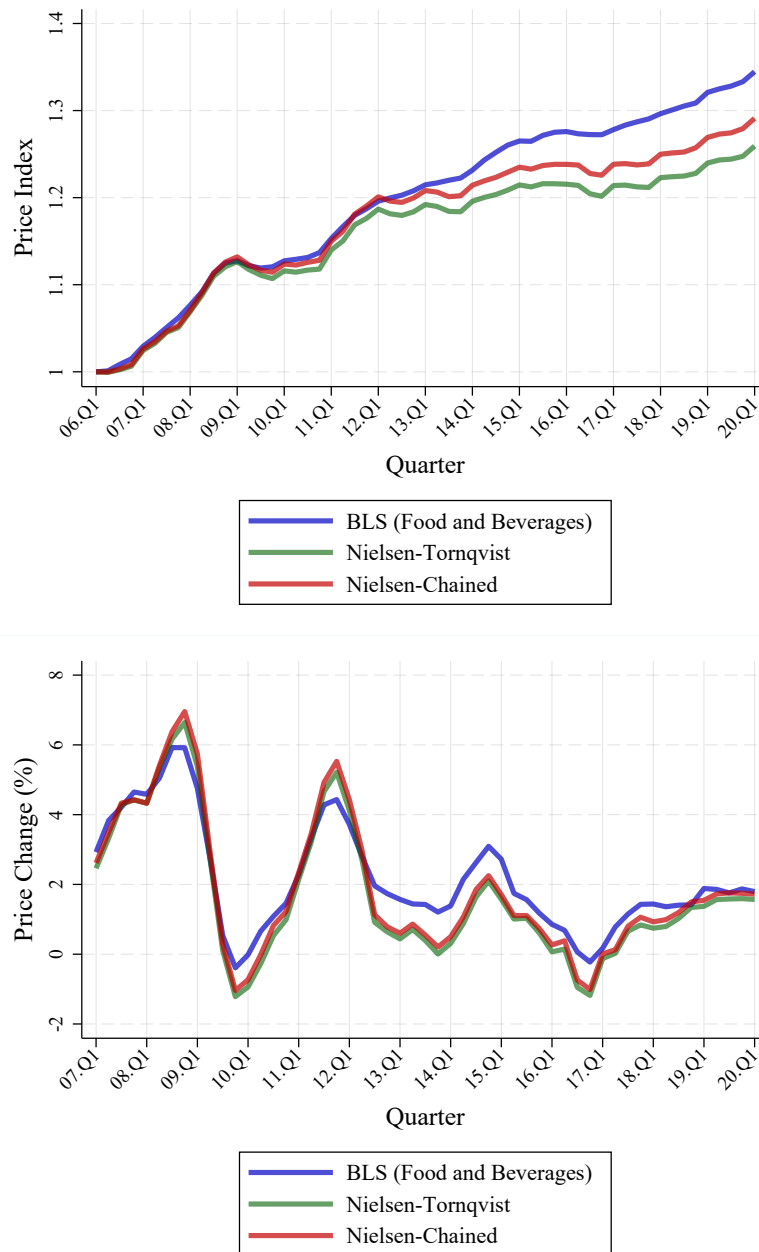 1.4
1.3
1.2
1.1
1
Price Index
06.Q1 07.Q1 08.Q1 09.Q1 10.Q1 11.Q1 12.Q1 13.Q1 14.Q1 15.Q1 16.Q1 17.Q1 18.Q1 19.Q1 20.Q1
Quarter
BLS (Food and Beverages)
Nielsen-Tornqvist
Nielsen-Chained
8
6
4
2
0
-2
Price Change (%)
07.Q1 08.Q1 09.Q1 10.Q1 11.Q1 12.Q1 13.Q1 14.Q1 15.Q1 16.Q1 17.Q1 18.Q1 19.Q1 20.Q1
Quarter
BLS (Food and Beverages)
Nielsen-Tornqvist
Nielsen-Chained